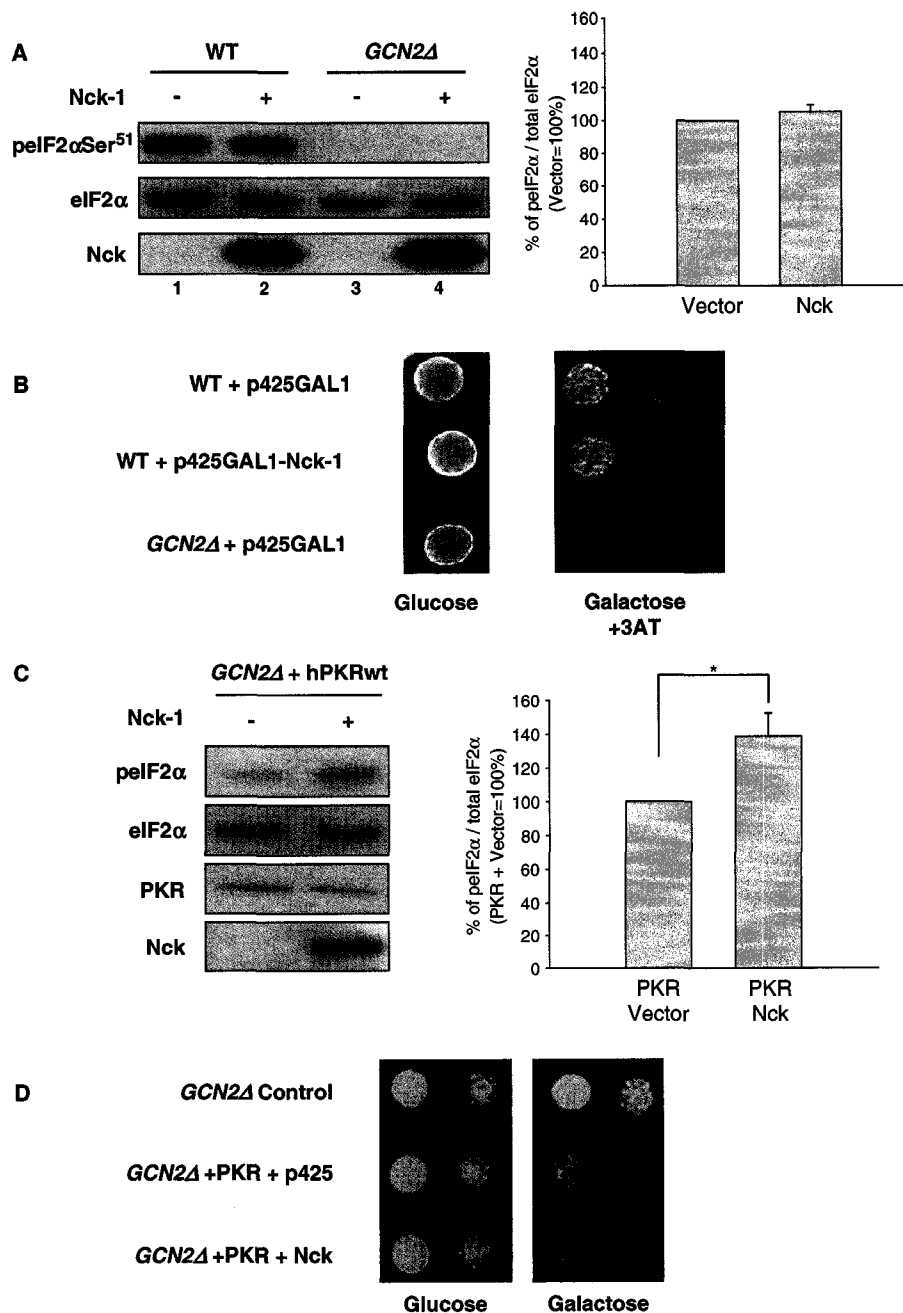 A
WT
GCN2Δ
Nck-1
- + - +
peIF2αSer51
eIF2α
Nck
1 2 3 4
% of peIF2α / total eIF2α
(Vector=100%)
160
140
120
100
80
60
40
20
0
Vector
Nck
B
WT + p425GAL1
WT + p425GAL1-Nck-1
GCN2Δ + p425GAL1
Glucose
Galactose
+3AT
C
GCN2Δ + hPKRwt
Nck-1
- +
peIF2α
eIF2α
PKR
Nck
% of peIF2α / total eIF2α
(PKR + Vector=100%)
*
160
140
120
100
80
60
40
20
0
PKR
Vector
PKR
Nck
D
GCN2Δ Control
GCN2Δ +PKR + p425
GCN2Δ +PKR + Nck
Glucose
Galactose